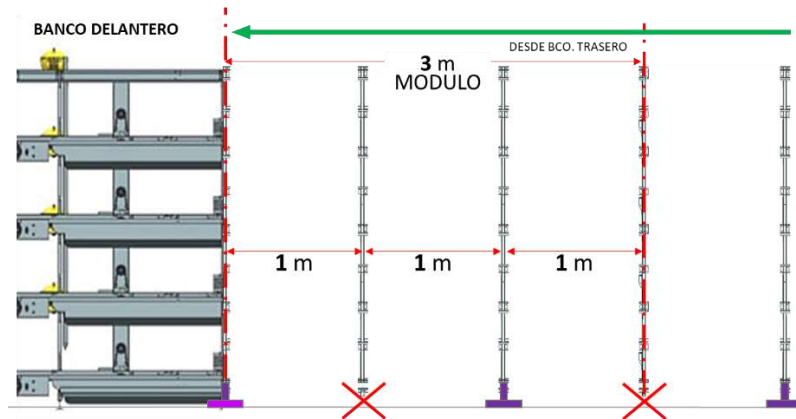 BANCO DELANTERO
DESDE BCO. TRASERO
3 m
MODULO
1 m
1 m
1 m